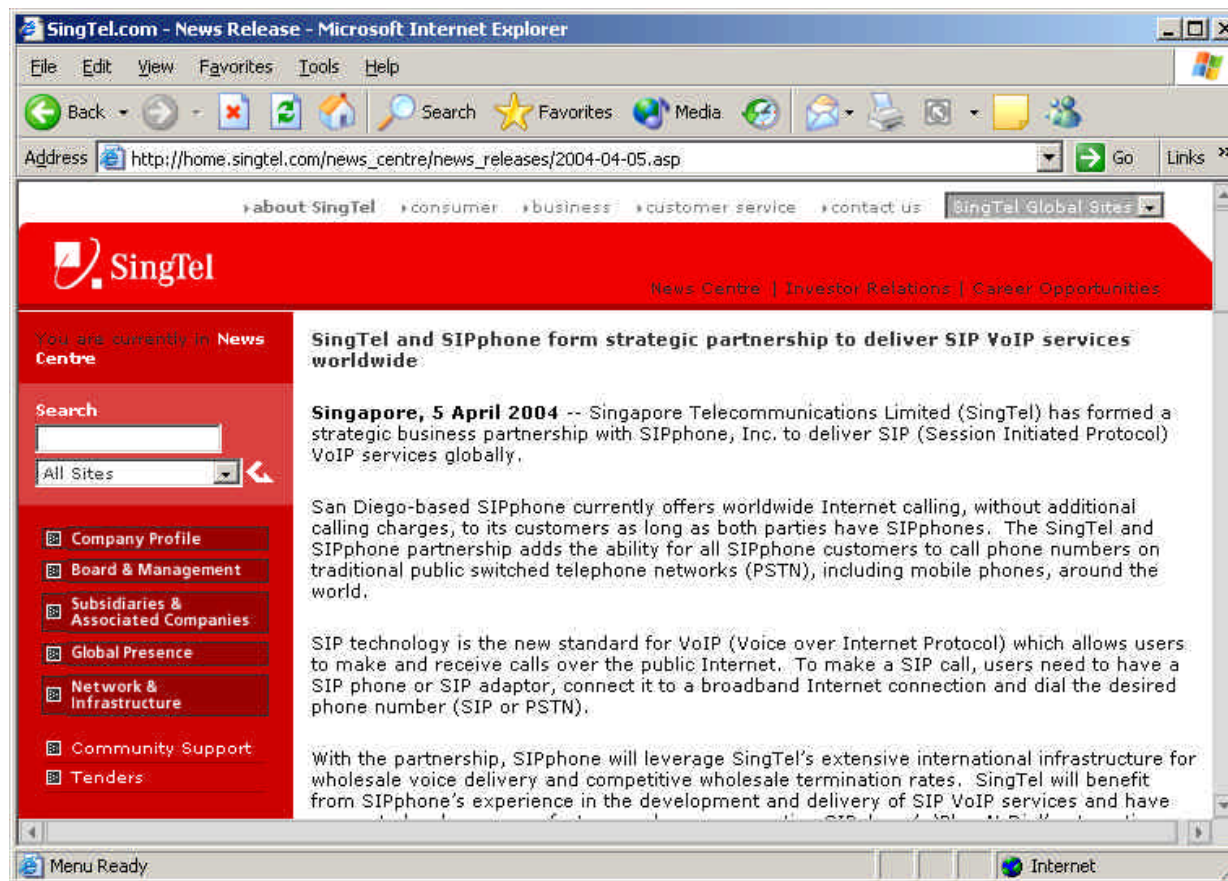 SingTel.com - News Release - Microsoft Internet Explorer
File Edit View Favorites Tools Help
Back Search Favorites Media
Address http://home.singtel.com/news_centre/news_releases/2004-04-05.asp Go Links »
about SingTel consumer business customer service contact us SingTel Global Sites
SingTel
News Centre | Investor Relations | Career Opportunities
You are currently in News
Centre
Search
All Sites
Company Profile
Board & Management
Subsidiaries &
Associated Companies
Global Presence
Network &
Infrastructure
Community Support
Tenders
SingTel and SIPphone form strategic partnership to deliver SIP VoIP services
worldwide
Singapore, 5 April 2004 -- Singapore Telecommunications Limited (SingTel) has formed a
strategic business partnership with SIPphone, Inc. to deliver SIP (Session Initiated Protocol)
VoIP services globally.
San Diego-based SIPphone currently offers worldwide Internet calling, without additional
calling charges, to its customers as long as both parties have SIPphones. The SingTel and
SIPphone partnership adds the ability for all SIPphone customers to call phone numbers on
traditional public switched telephone networks (PSTN), including mobile phones, around the
world.
SIP technology is the new standard for VoIP (Voice over Internet Protocol) which allows users
to make and receive calls over the public Internet. To make a SIP call, users need to have a
SIP phone or SIP adaptor, connect it to a broadband Internet connection and dial the desired
phone number (SIP or PSTN).
With the partnership, SIPphone will leverage SingTel's extensive international infrastructure for
wholesale voice delivery and competitive wholesale termination rates. SingTel will benefit
from SIPphone's experience in the development and delivery of SIP VoIP services and have
Menu Ready Internet